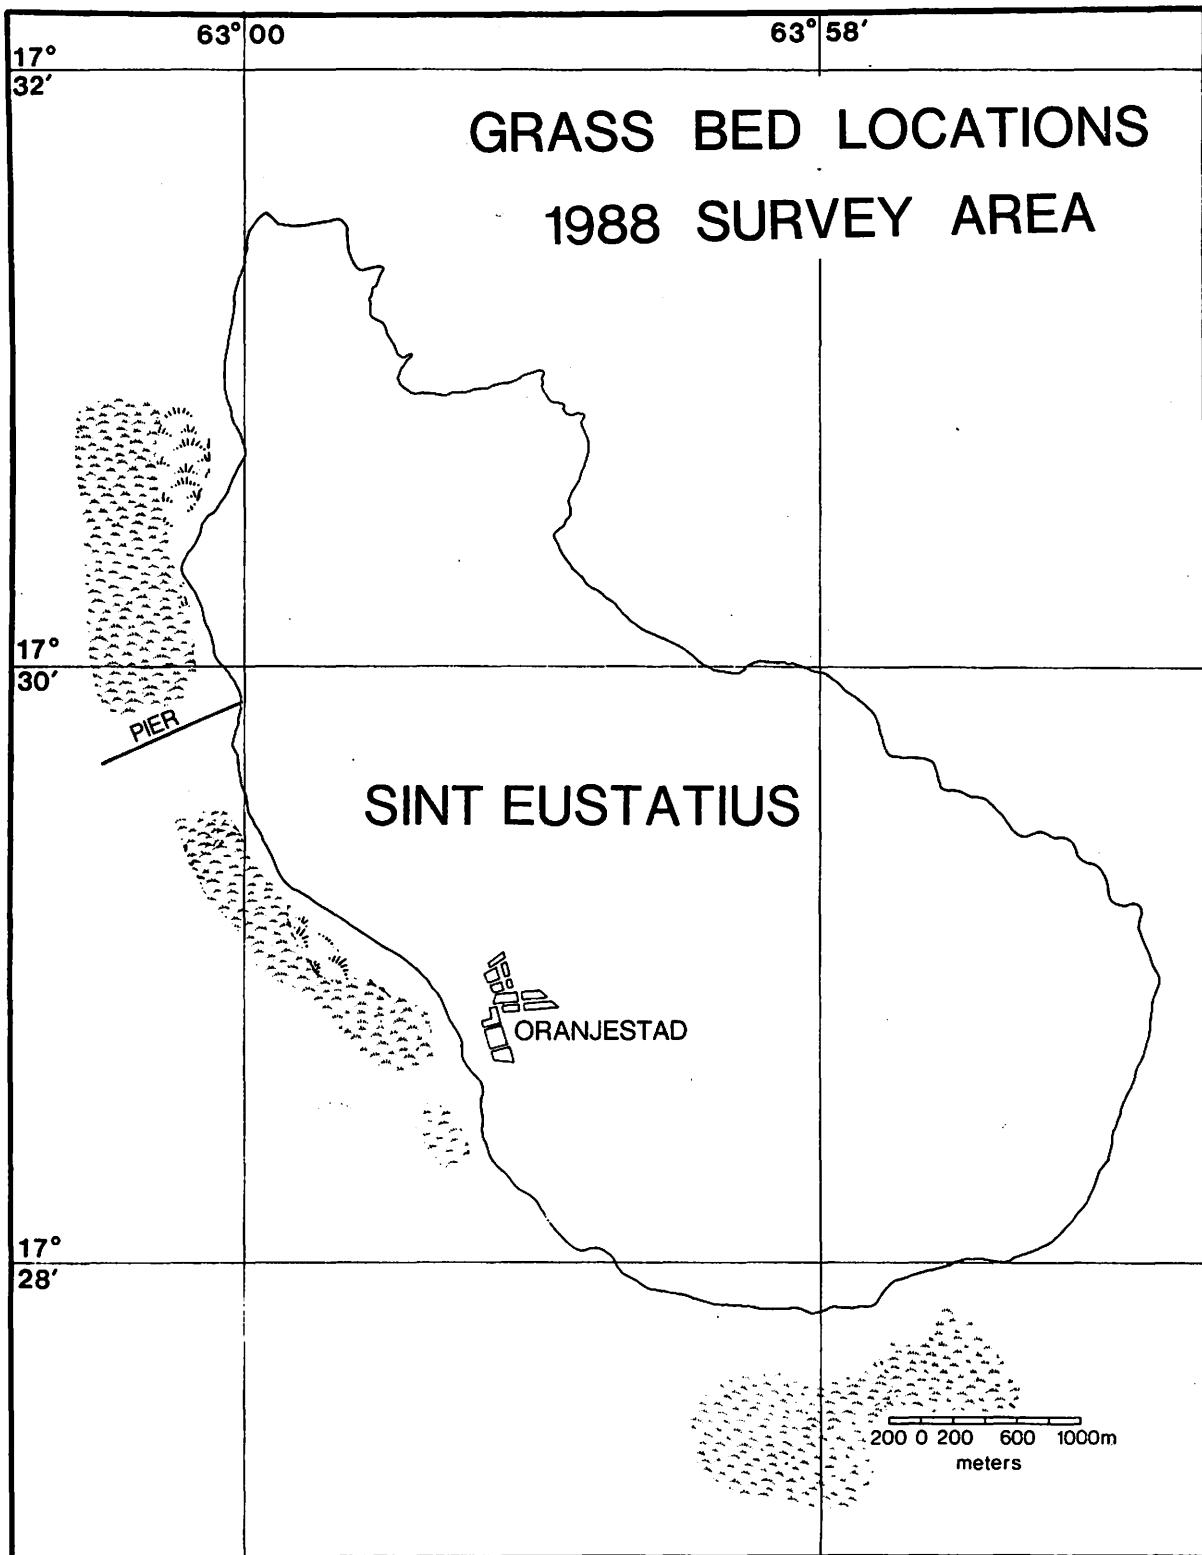 63°00 63°58′
17°
32′
GRASS BED LOCATIONS
1988 SURVEY AREA
17°
30′
PIER
SINT EUSTATIUS
ORANJESTAD
17°
28′
200 0 200 600 1000m
meters